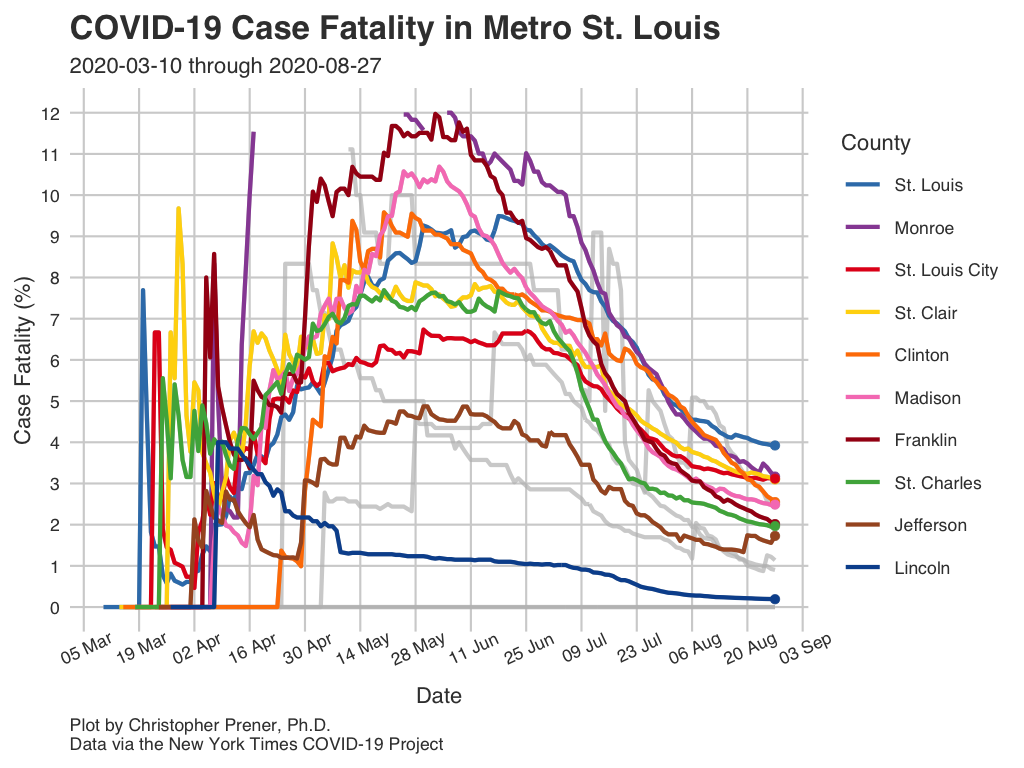 COVID-19 Case Fatality in Metro St. Louis
2020-03-10 through 2020-08-27
Case Fatality (%)
12
11
10
9
8
7
6
5
4
3
2
1
0
05 Mar
19 Mar
02 Apr
16 Apr
30 Apr
14 May
28 May
11 Jun
25 Jun
09 Jul
23 Jul
06 Aug
20 Aug
03 Sep
Date
County
St. Louis
Monroe
St. Louis City
St. Clair
Clinton
Madison
Franklin
St. Charles
Jefferson
Lincoln
Plot by Christopher Prener, Ph.D.
Data via the New York Times COVID-19 Project